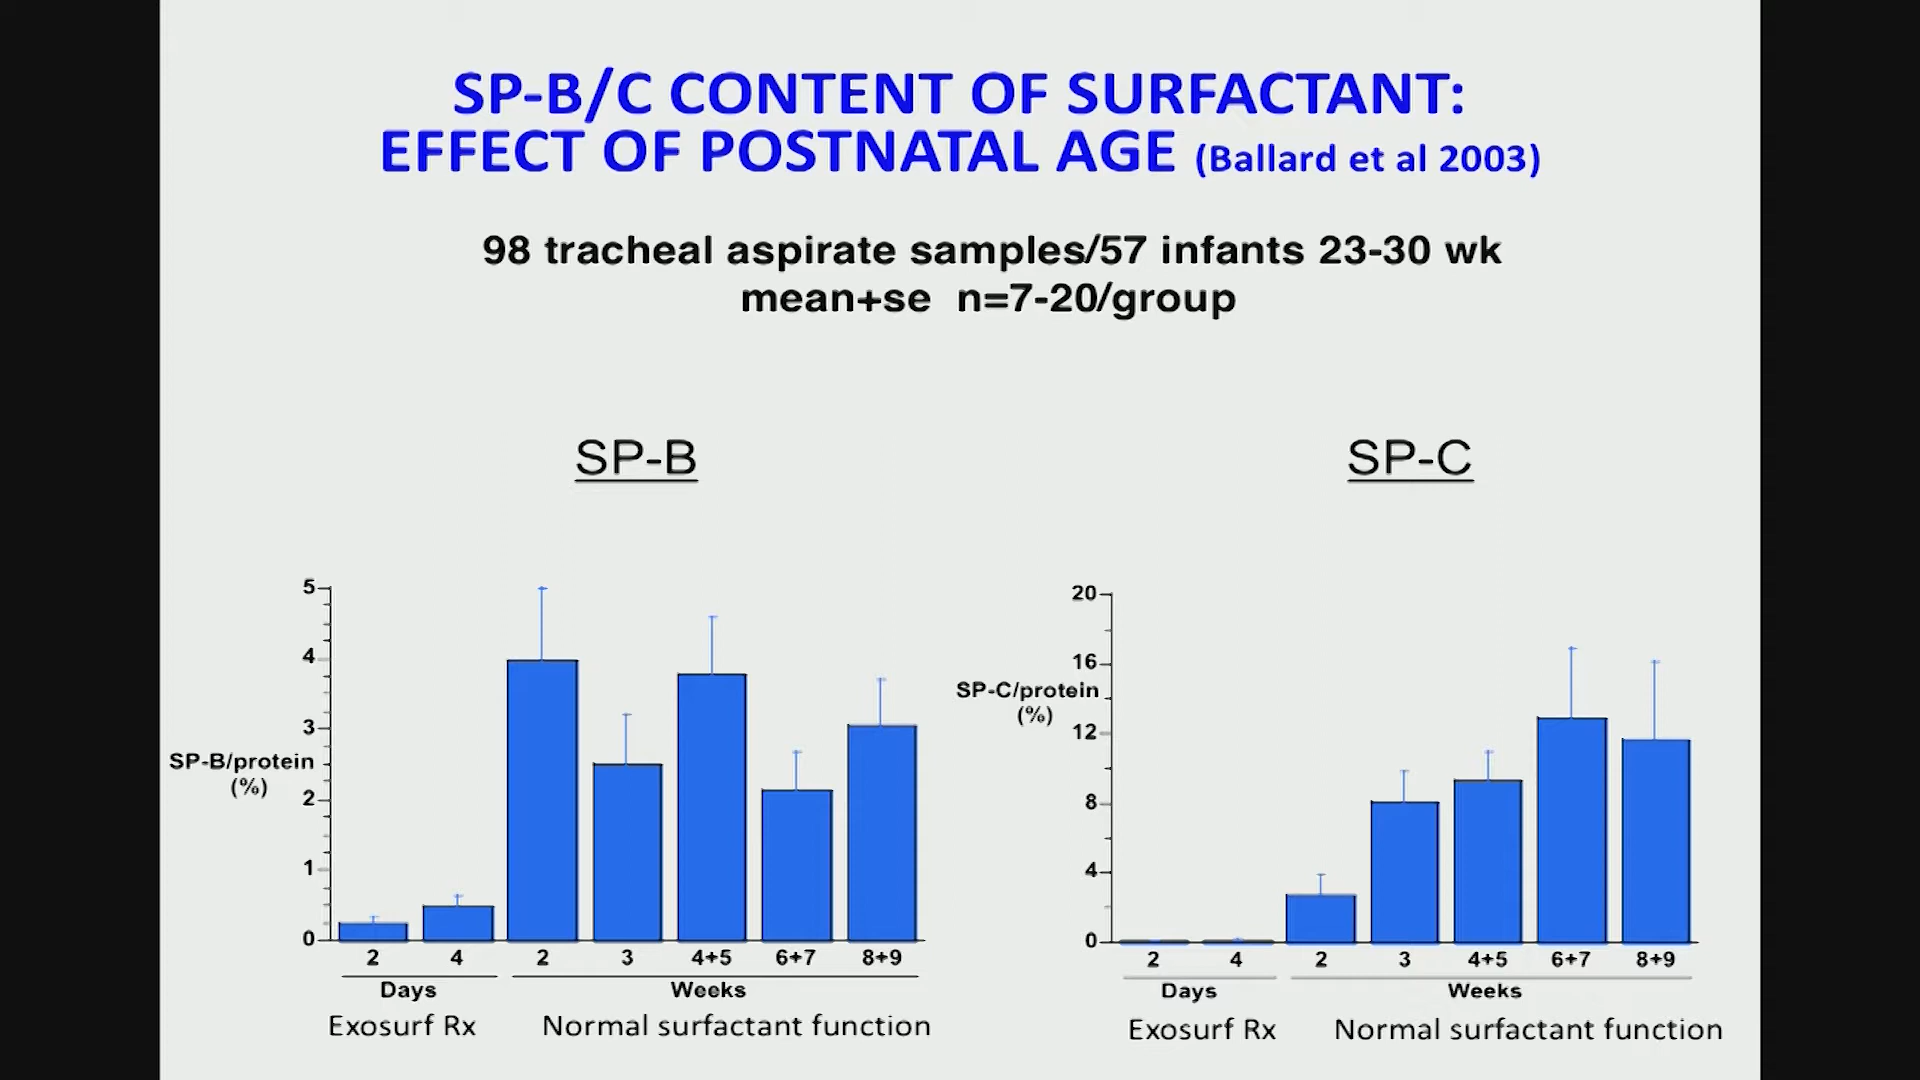 SP-B/C CONTENT OF SURFACTANT:
EFFECT OF POSTNATAL AGE (Ballard et al 2003)
98 tracheal aspirate samples/57 infants 23-30 wk
mean+se n=7-20/group
SP-B
5
4
3
2
1
0
SP-B/protein
(%)
2 4 2 3 4+5 6+7 8+9
Days Weeks
Exosurf Rx Normal surfactant function
SP-C
20
16
12
8
4
0
SP-C/protein
(%)
2 4 2 3 4+5 6+7 8+9
Days Weeks
Exosurf Rx Normal surfactant function